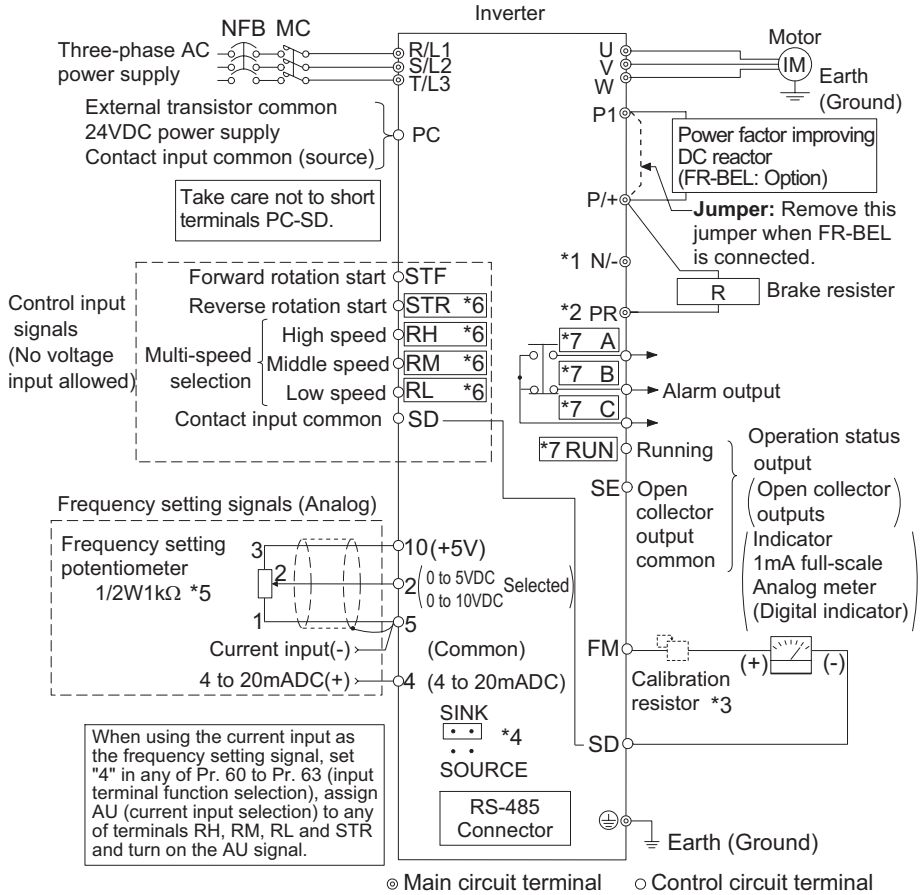 Inverter
NFB MC
Three-phase AC
power supply
R/L1
S/L2
T/L3
External transistor common
24VDC power supply
Contact input common (source)
PC
Take care not to short
terminals PC-SD.
Control input
signals
(No voltage
input allowed)
Forward rotation start
STF
Reverse rotation start
STR *6
Multi-speed
selection
High speed
RH *6
Middle speed
RM *6
Low speed
RL *6
Contact input common
SD
Frequency setting signals (Analog)
Frequency setting
potentiometer
1/2W1kΩ *5
3
2
1
10(+5V)
2
0 to 5VDC
0 to 10VDC
Selected
5
(Common)
Current input(-)
4 to 20mADC(+)
4 (4 to 20mADC)
SINK
*4
SOURCE
RS-485
Connector
When using the current input as
the frequency setting signal, set
"4" in any of Pr. 60 to Pr. 63 (input
terminal function selection), assign
AU (current input selection) to any
of terminals RH, RM, RL and STR
and turn on the AU signal.
U
V
W
Motor
IM
Earth
(Ground)
P1
Power factor improving
DC reactor
(FR-BEL: Option)
P/+
Jumper: Remove this
jumper when FR-BEL
is connected.
*1 N/-
R
Brake resister
*2 PR
*7 A
*7 B
*7 C
Alarm output
*7 RUN
Running
SE
Open
collector
output
common
Operation status
output
(Open collector
outputs)
(Indicator
1mA full-scale
Analog meter
(Digital indicator))
FM
(+) (-)
Calibration
resistor *3
SD
Earth (Ground)
Main circuit terminal
Control circuit terminal